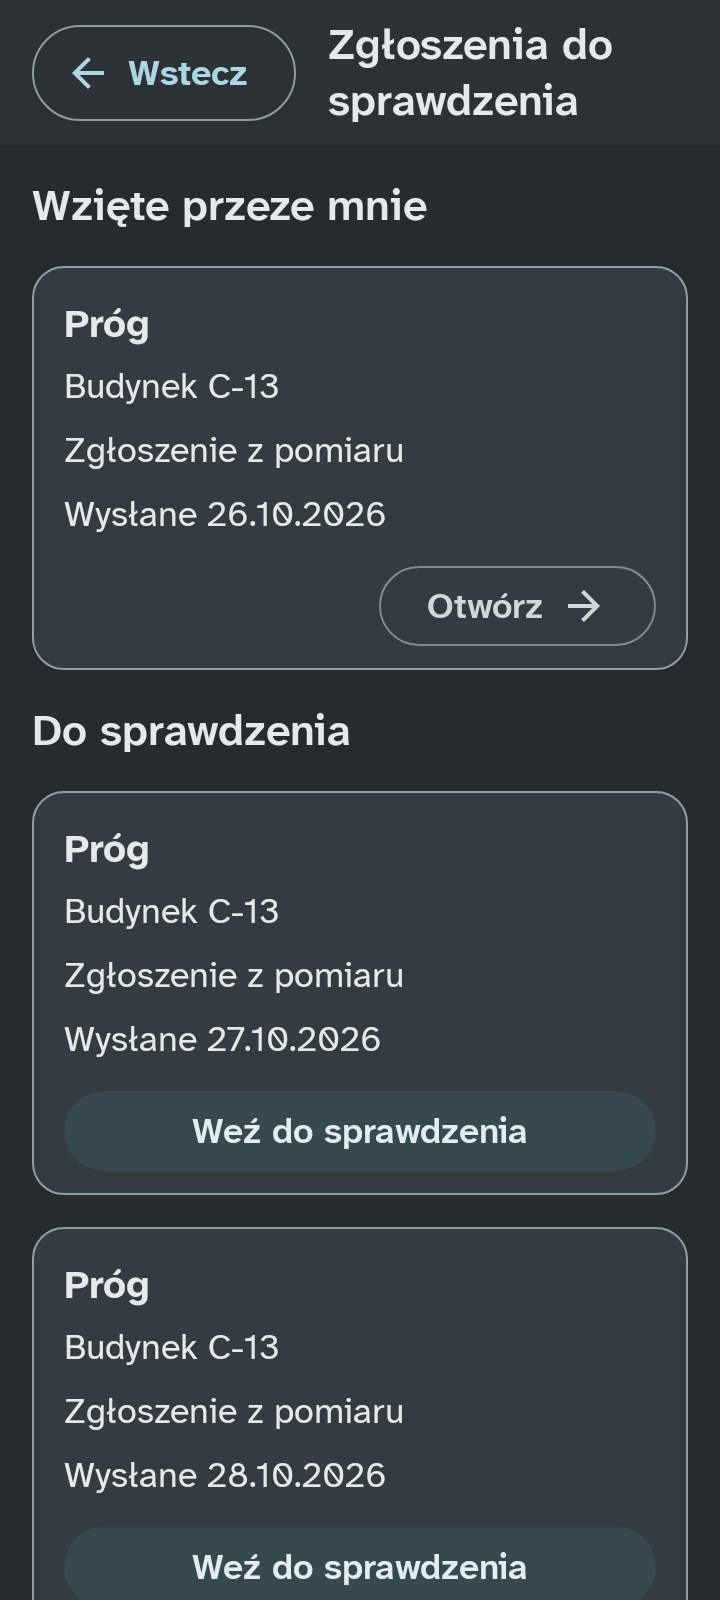 Wstecz
Zgłoszenia do
sprawdzenia
Wzięte przeze mnie
Próg
Budynek C-13
Zgłoszenie z pomiaru
Wysłane 26.10.2026
Otwórz
Do sprawdzenia
Próg
Budynek C-13
Zgłoszenie z pomiaru
Wysłane 27.10.2026
Weź do sprawdzenia
Próg
Budynek C-13
Zgłoszenie z pomiaru
Wysłane 28.10.2026
Weź do sprawdzenia